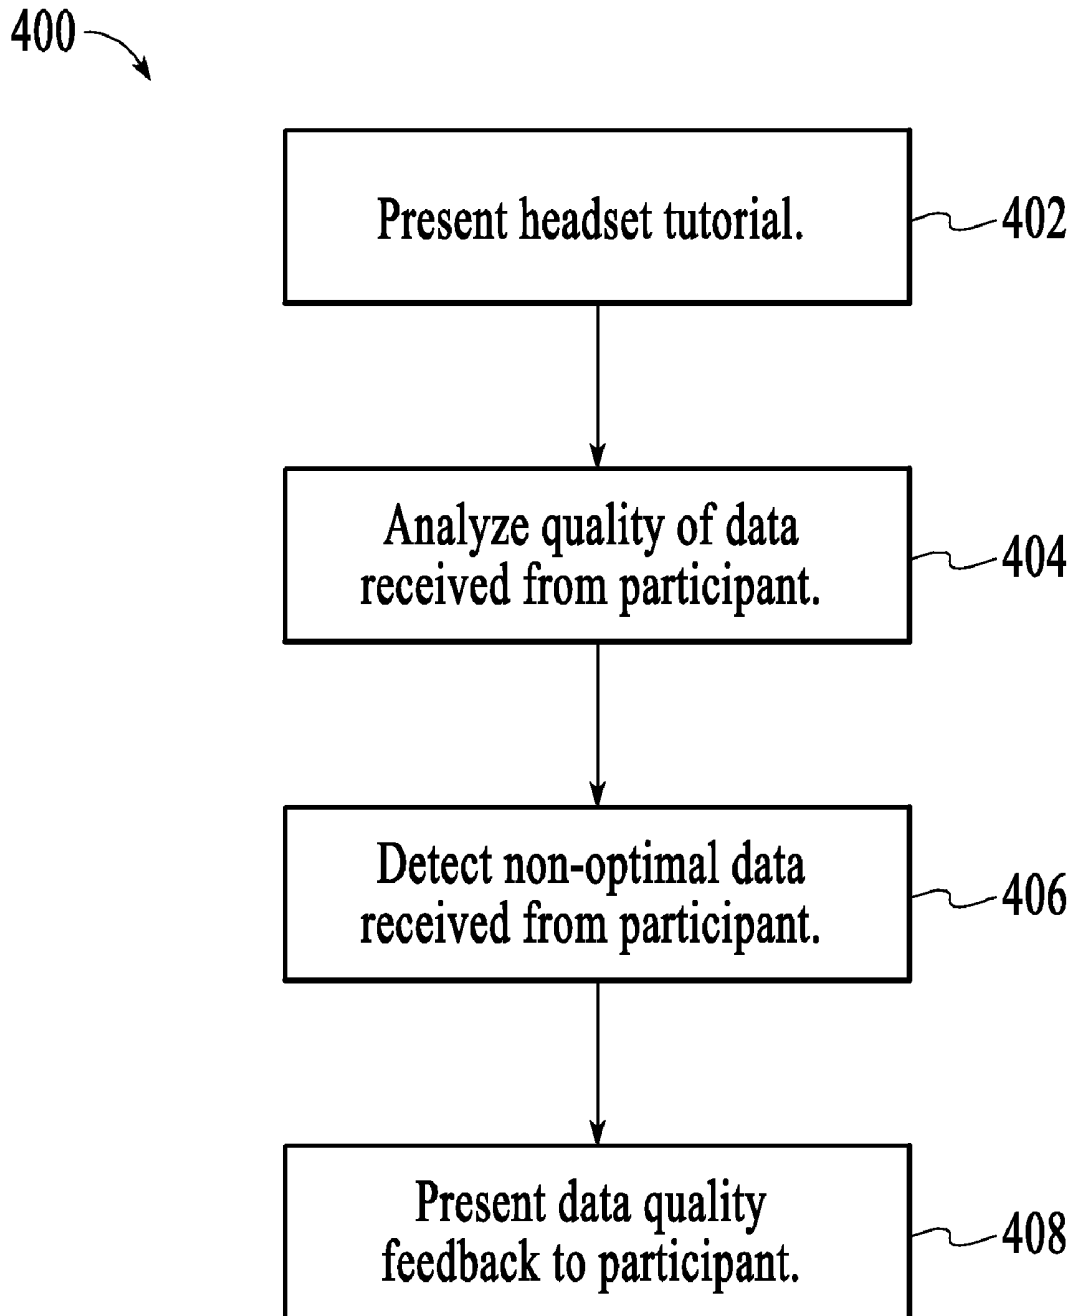 400
Present headset tutorial.
402
Analyze quality of data
received from participant.
404
Detect non-optimal data
received from participant.
406
Present data quality
feedback to participant.
408